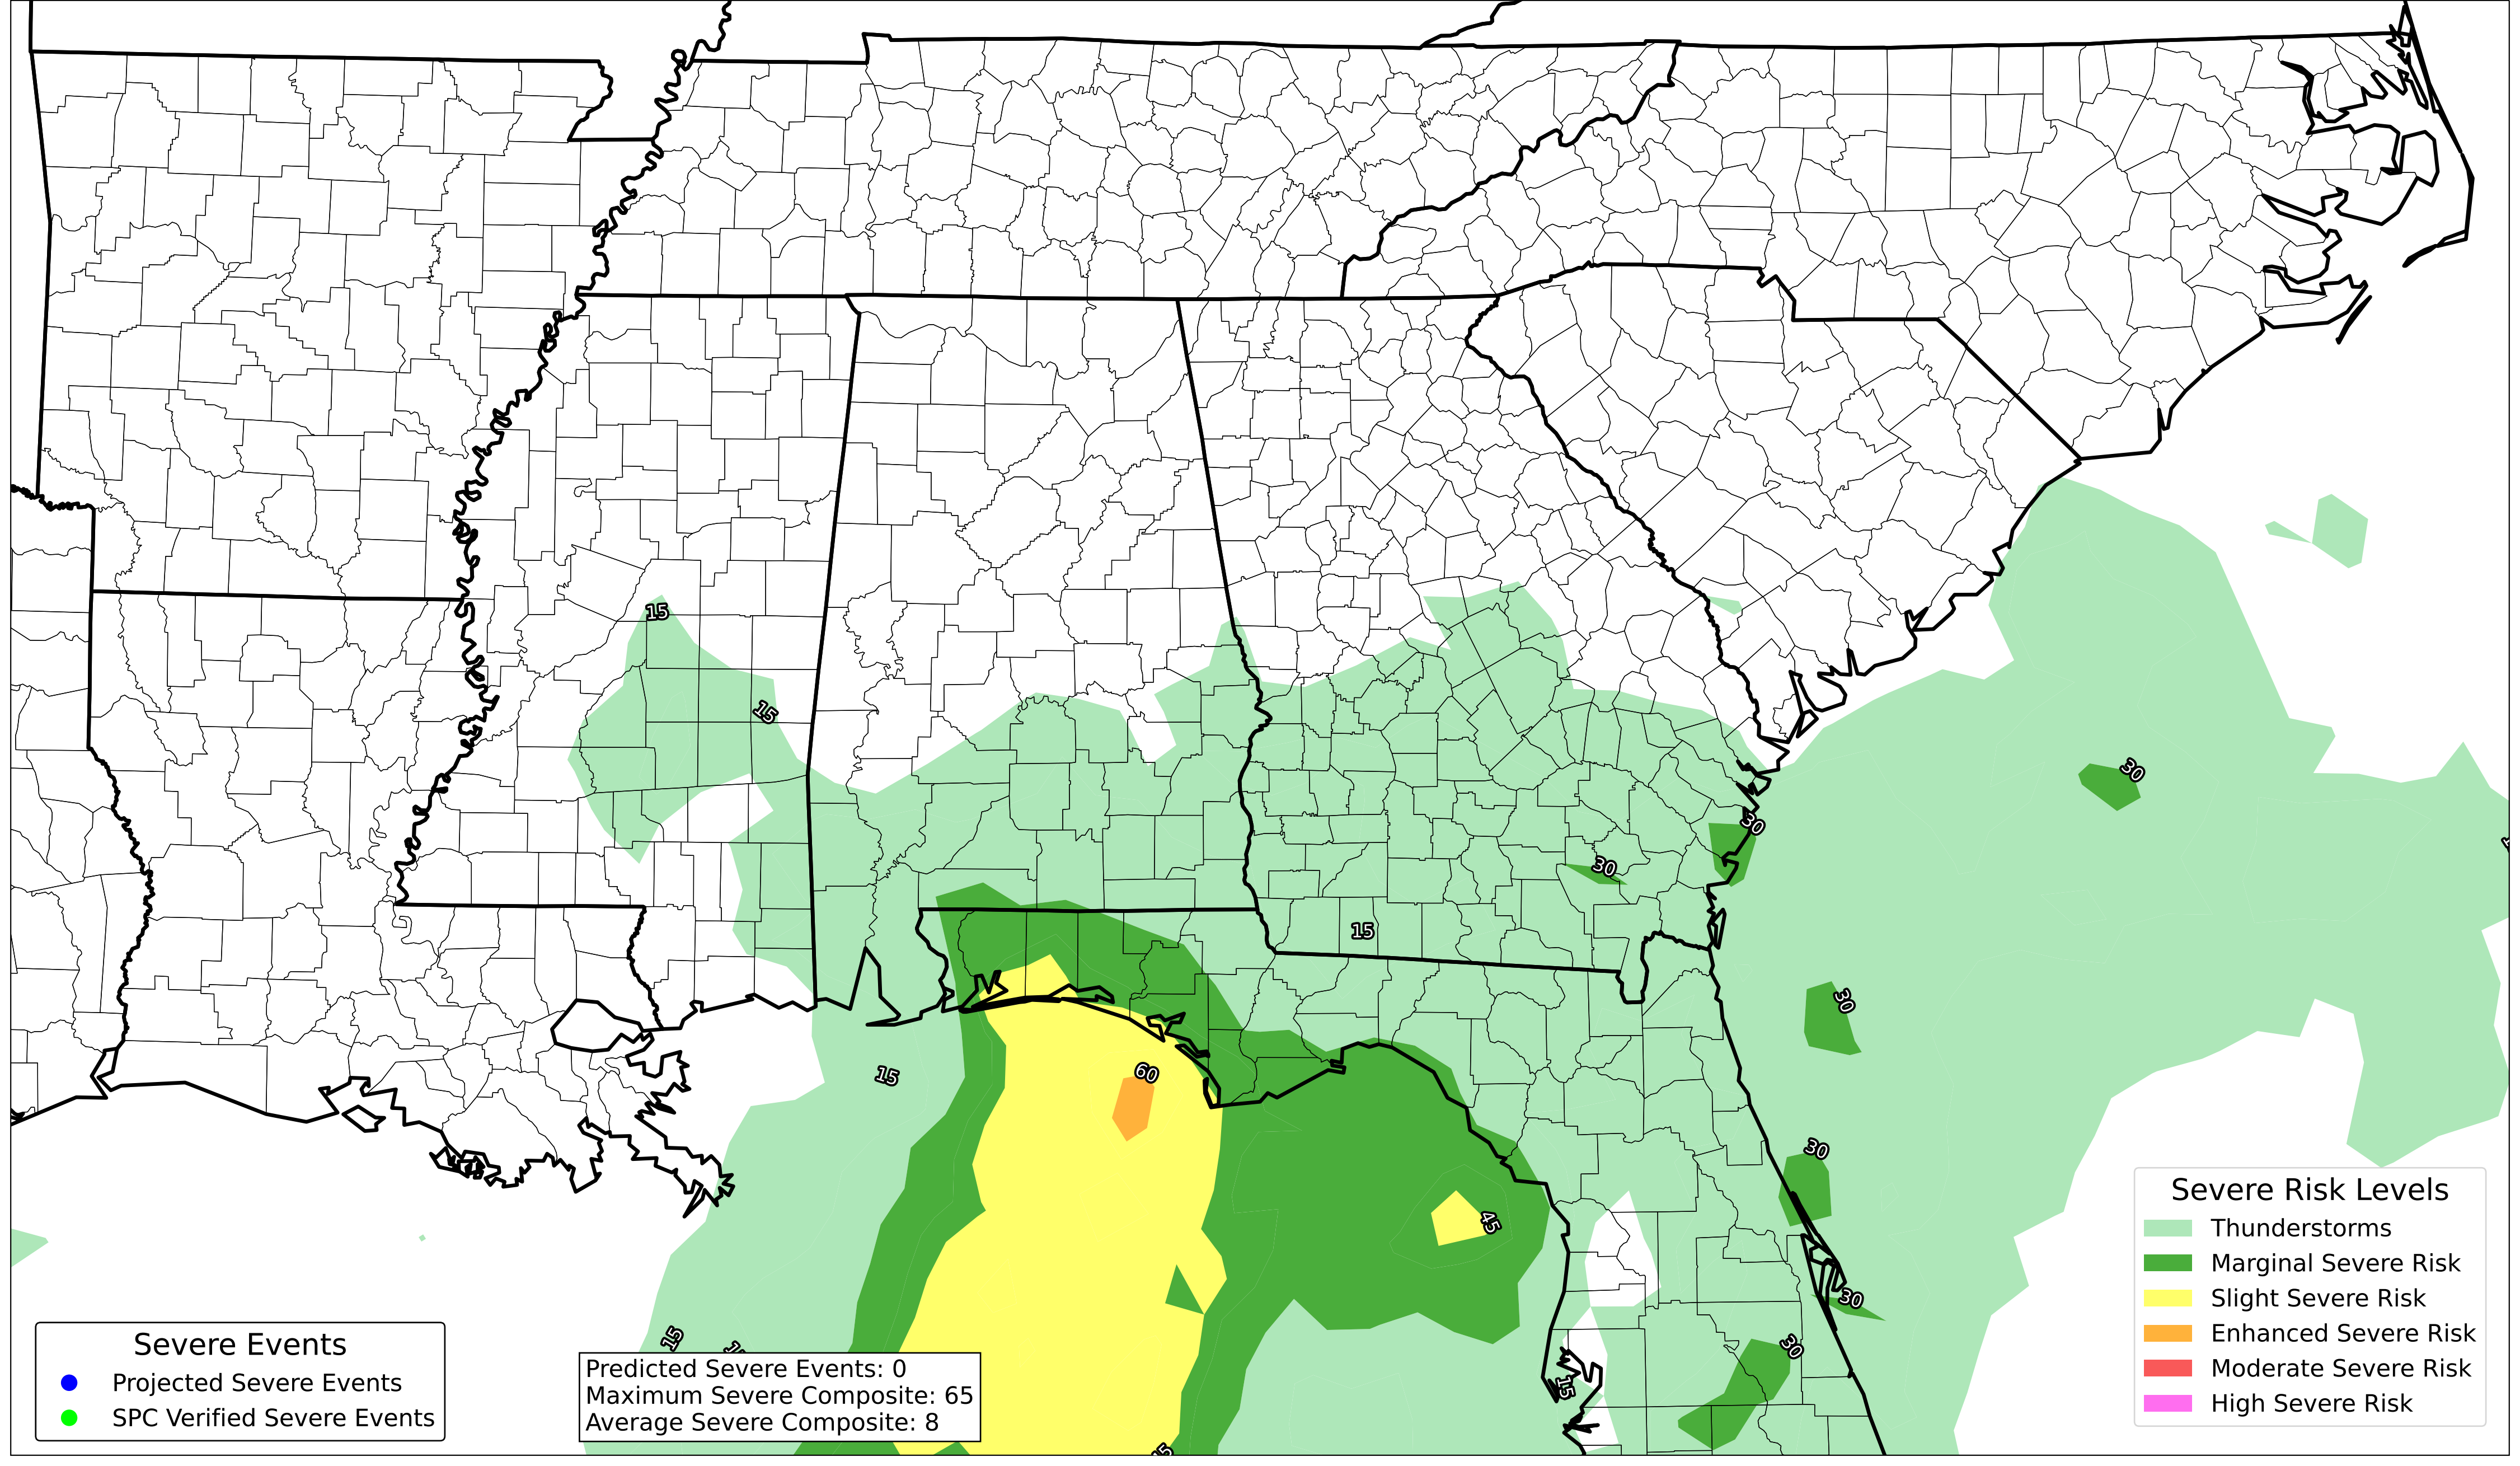 15
15
30
30
30
15
30
15
60
30
45
30
15
30
15
45
Severe Risk Levels
Thunderstorms
Marginal Severe Risk
Slight Severe Risk
Enhanced Severe Risk
Moderate Severe Risk
High Severe Risk
Severe Events
Projected Severe Events
SPC Verified Severe Events
Predicted Severe Events: 0
Maximum Severe Composite: 65
Average Severe Composite: 8